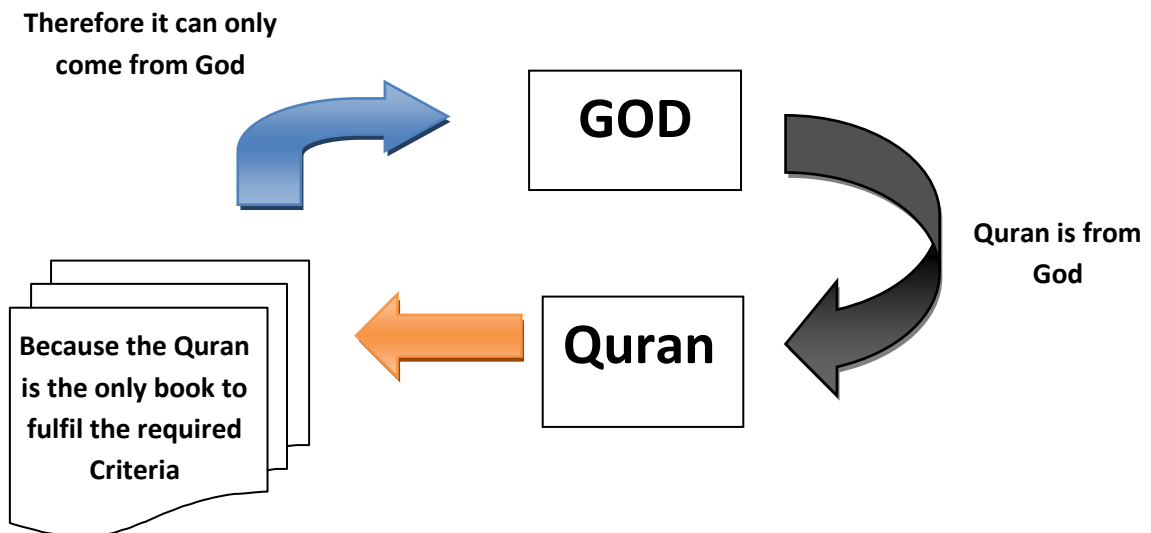 Therefore it can only
come from God
GOD
Quran is from
God
Quran
Because the Quran
is the only book to
fulfil the required
Criteria